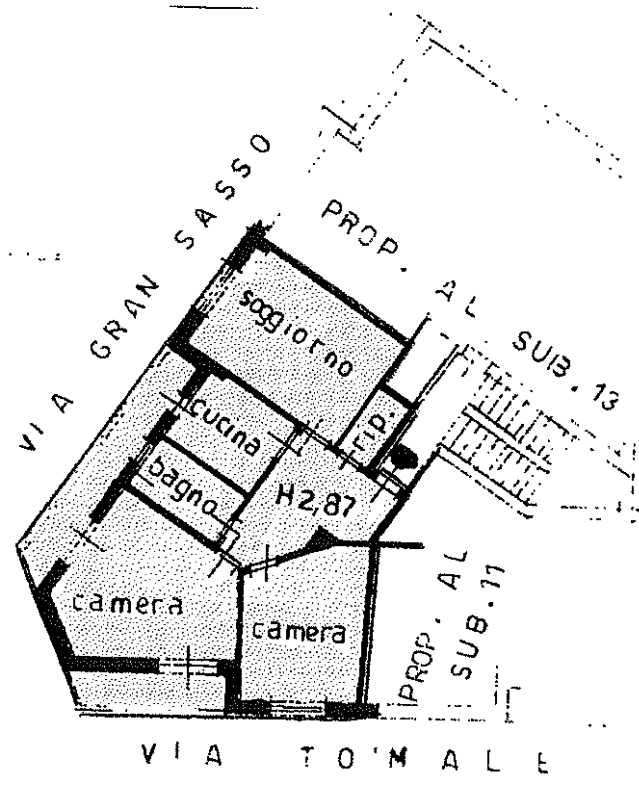 VIA GRAN SASSO
PROP. AL SUB. 13
soggiorno
rip.
cucina
bagno
H 2,87
camera
camera
PROP. AL
SUB. 11
VIA TO'MALE